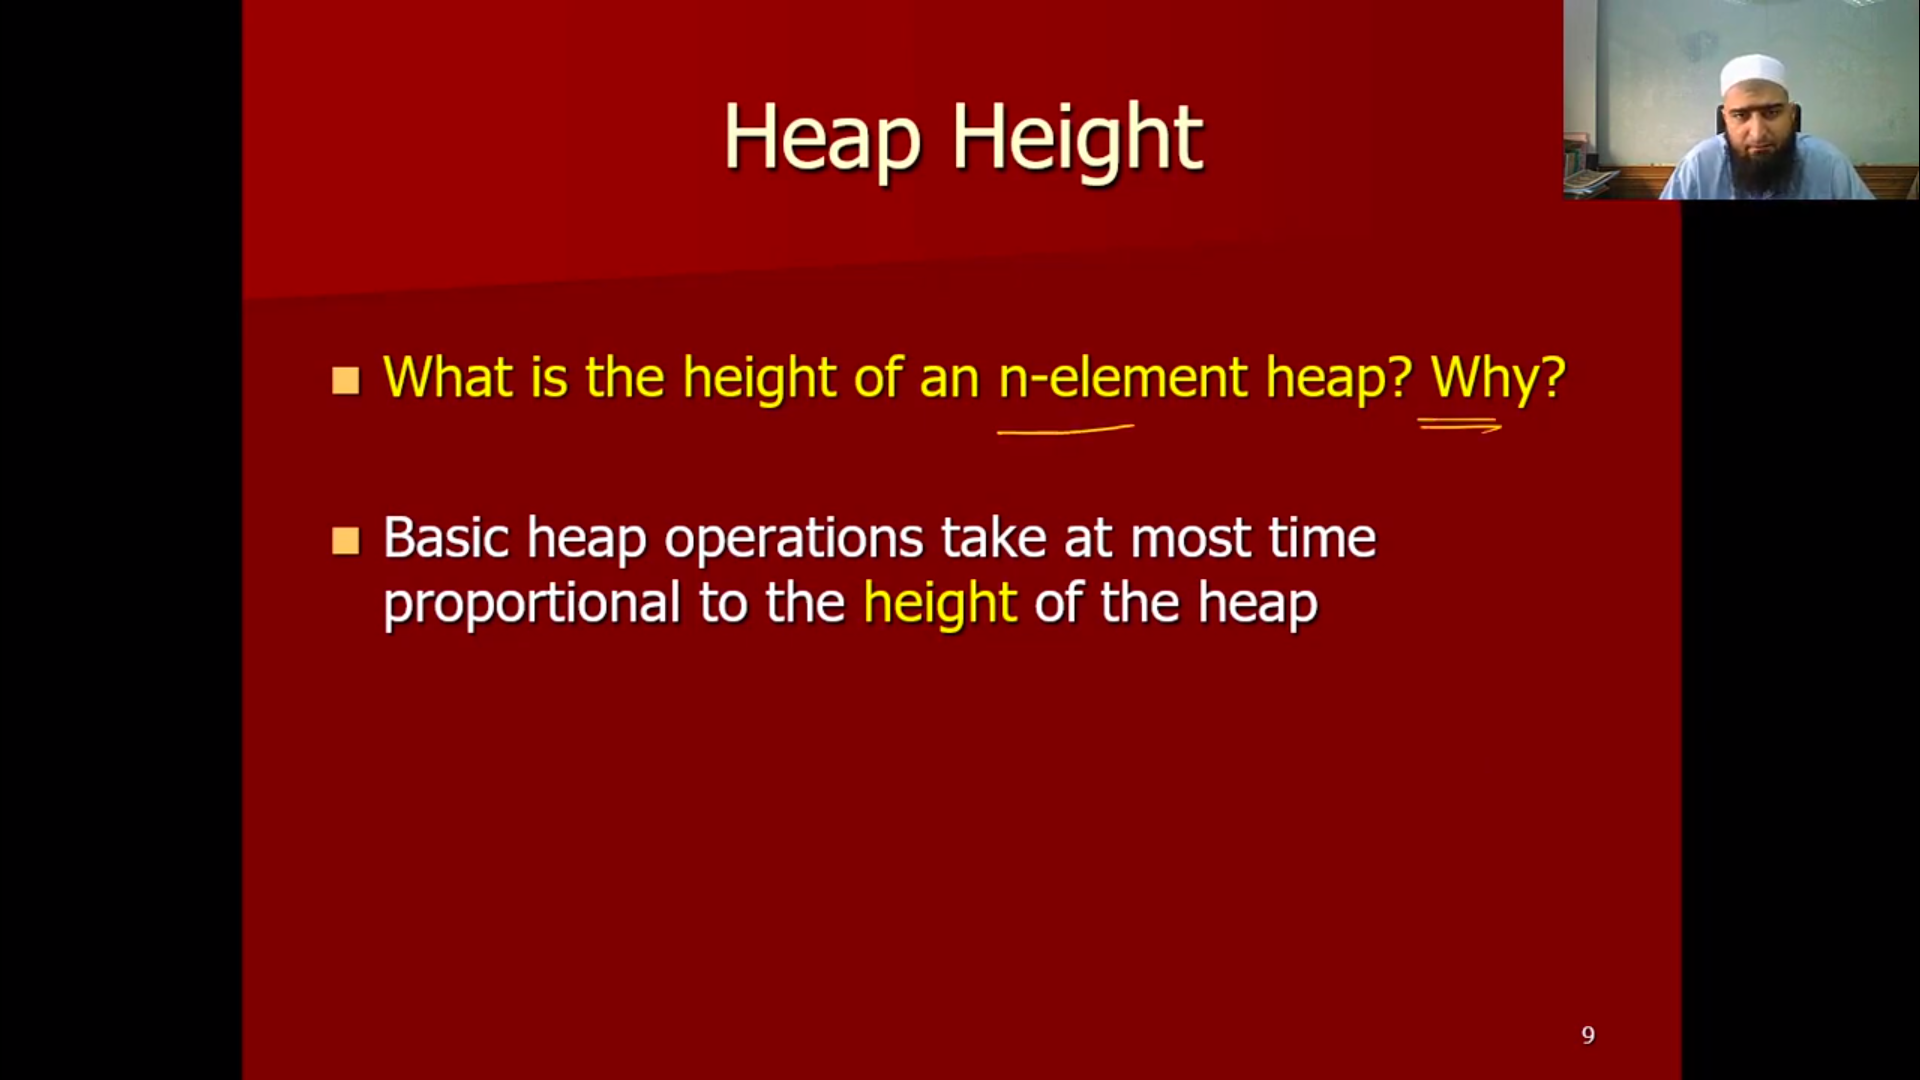 Heap Height
What is the height of an n-element heap? Why?
Basic heap operations take at most time
proportional to the height of the heap
9